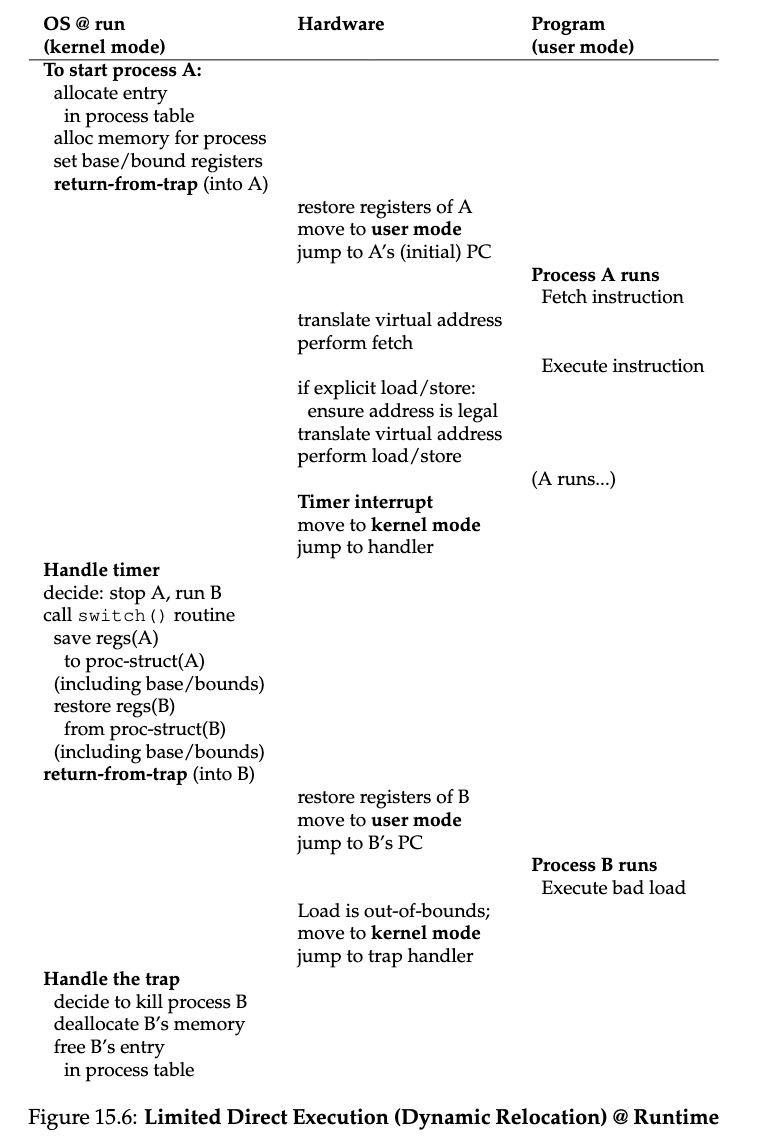 OS @ run Hardware Program
(kernel mode) (user mode)
To start process A:
allocate entry
in process table
alloc memory for process
set base/bound registers
return-from-trap (into A)
restore registers of A
move to user mode
jump to A's (initial) PC
Process A runs
Fetch instruction
translate virtual address
perform fetch
Execute instruction
if explicit load/store:
ensure address is legal
translate virtual address
perform load/store
(A runs...)
Timer interrupt
move to kernel mode
jump to handler
Handle timer
decide: stop A, run B
call switch() routine
save regs(A)
to proc-struct(A)
(including base/bounds)
restore regs(B)
from proc-struct(B)
(including base/bounds)
return-from-trap (into B)
restore registers of B
move to user mode
jump to B's PC
Process B runs
Execute bad load
Load is out-of-bounds;
move to kernel mode
jump to trap handler
Handle the trap
decide to kill process B
deallocate B's memory
free B's entry
in process table
Figure 15.6: Limited Direct Execution (Dynamic Relocation) @ Runtime